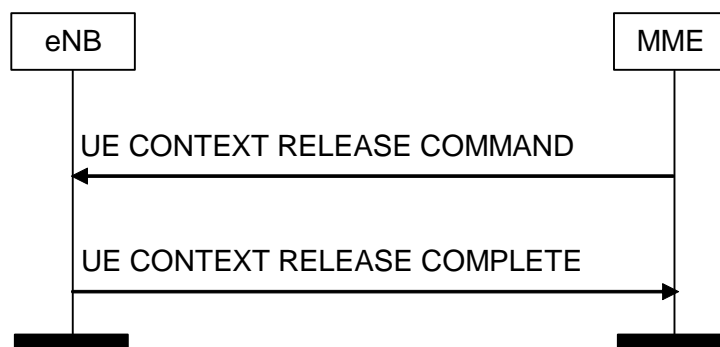 eNB
MME
UE CONTEXT RELEASE COMMAND
UE CONTEXT RELEASE COMPLETE